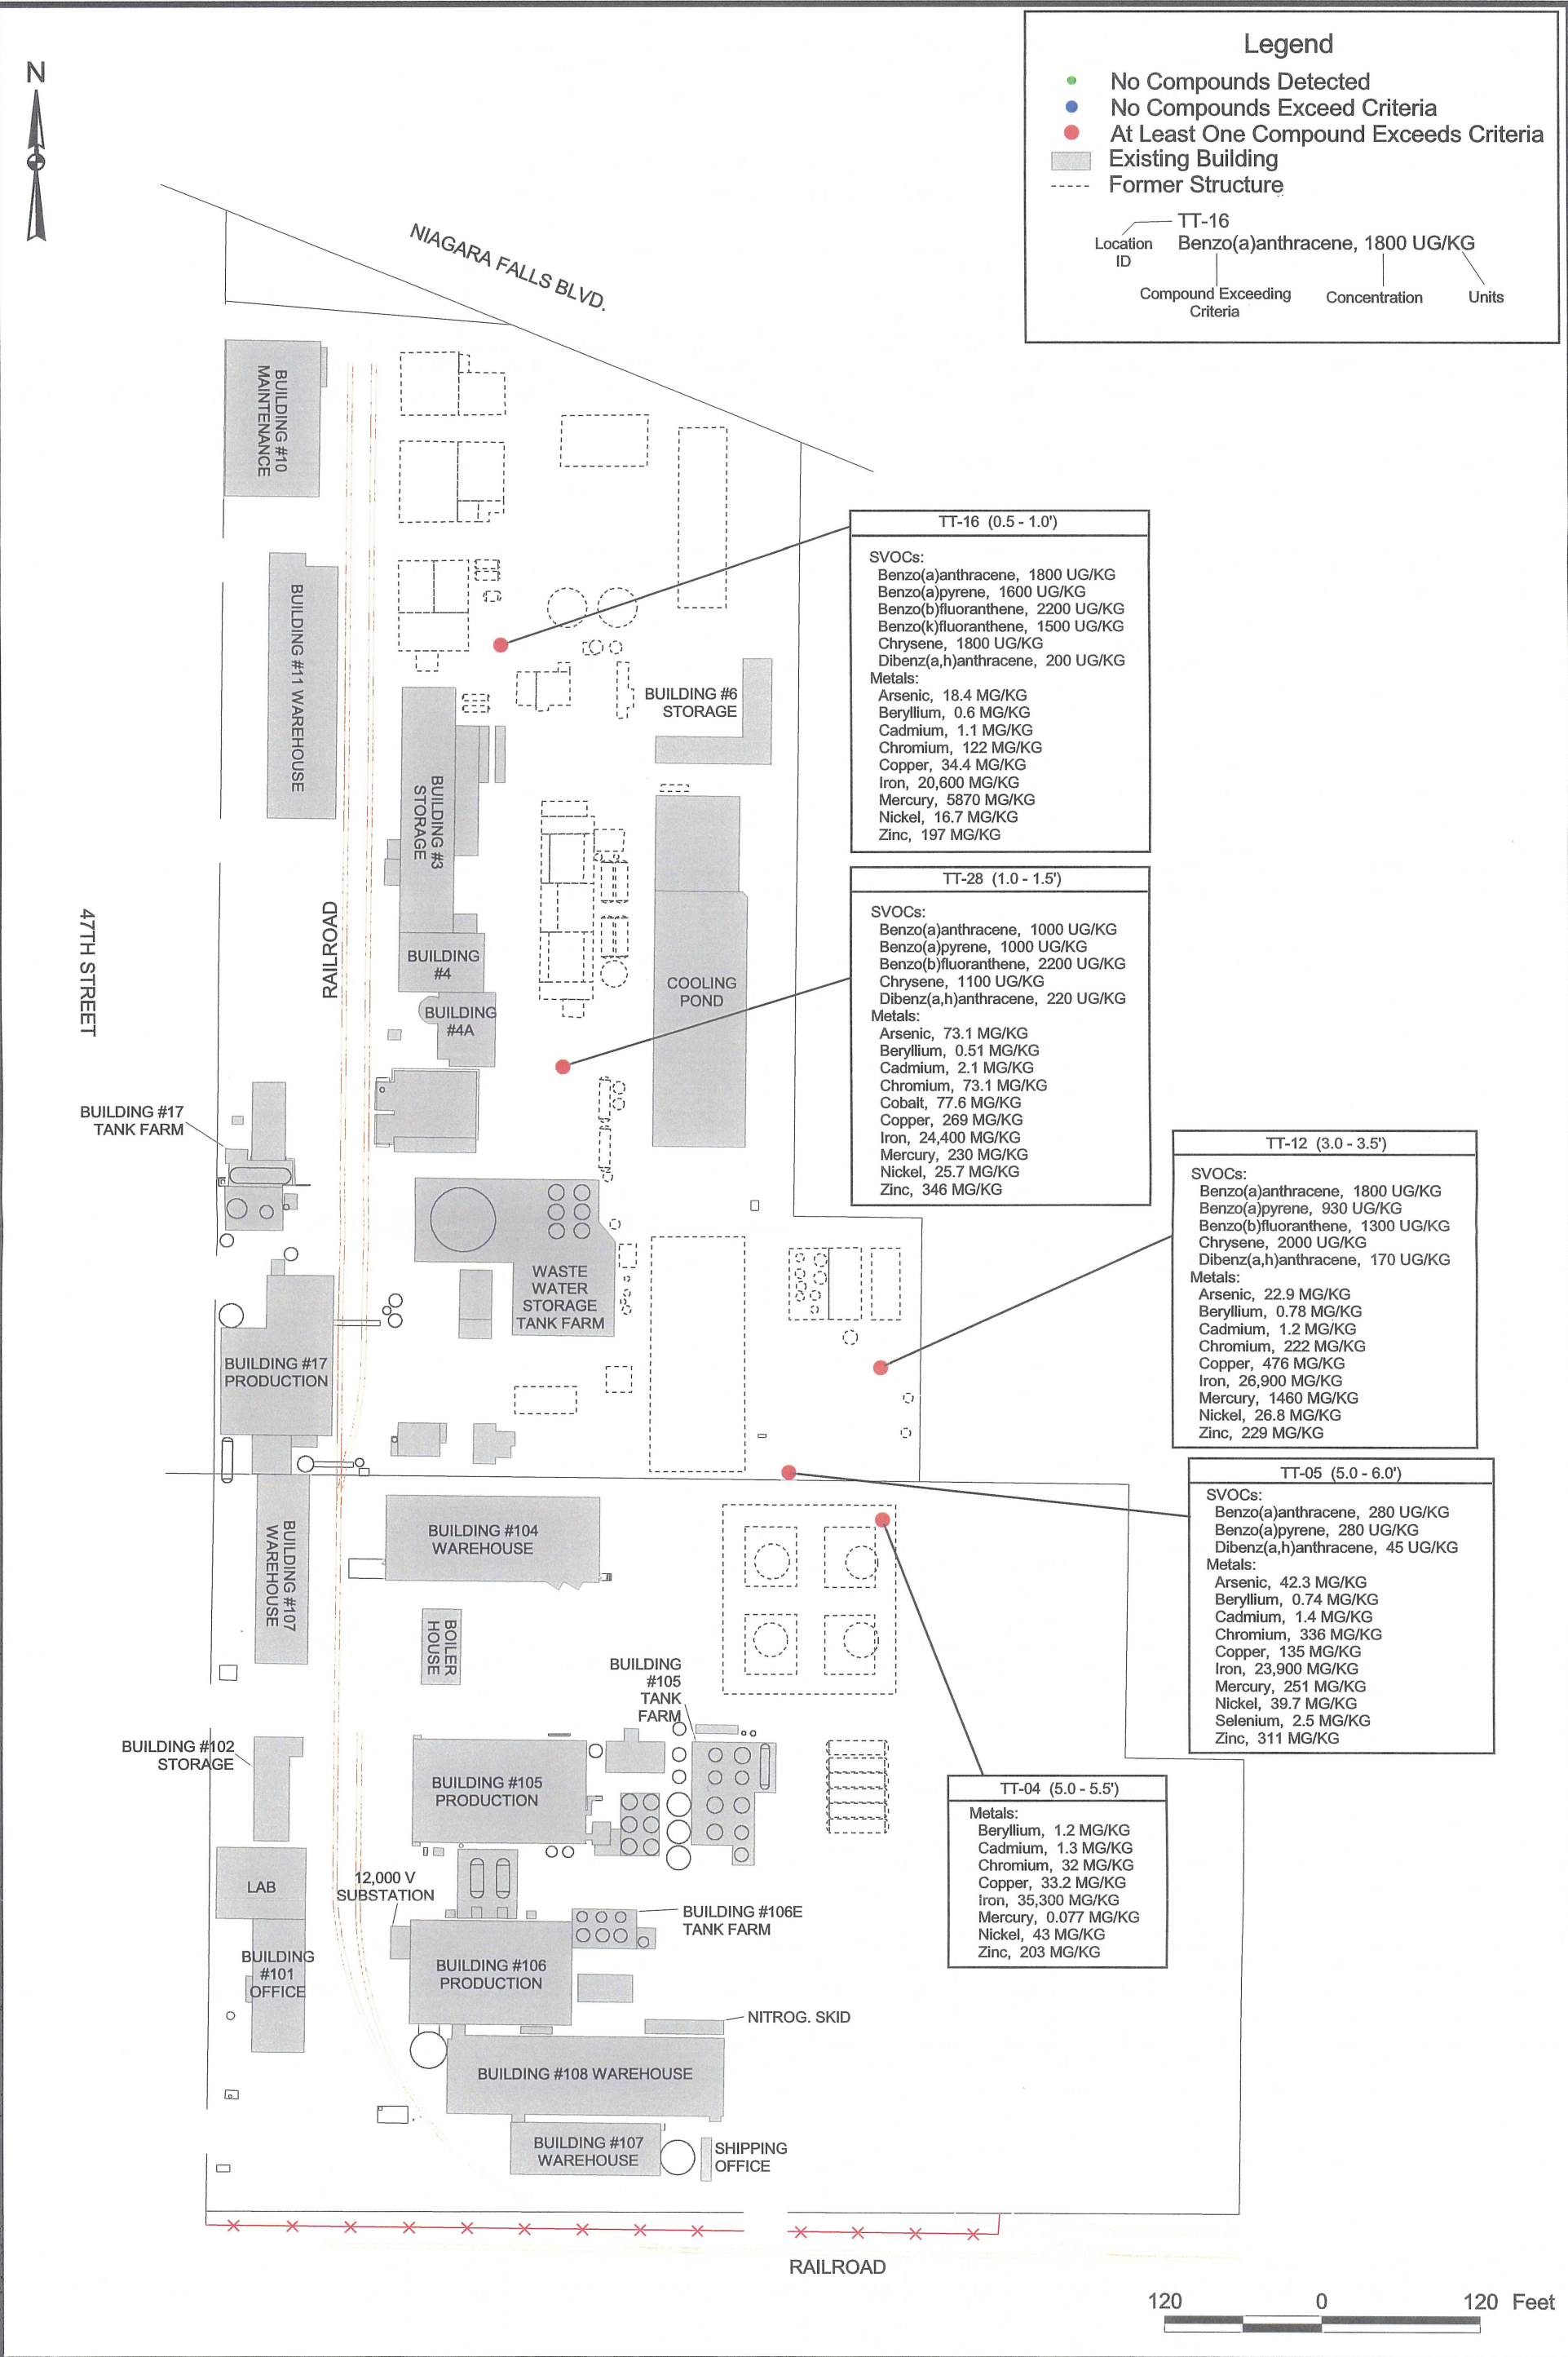 Legend
No Compounds Detected
No Compounds Exceed Criteria
At Least One Compound Exceeds Criteria
Existing Building
Former Structure
TT-16
Location
ID
Benzo(a)anthracene, 1800 UG/KG
Compound Exceeding
Criteria
Concentration
Units
N
NIAGARA FALLS BLVD.
BUILDING #10
MAINTENANCE
TT-16 (0.5 - 1.0')
SVOCs:
Benzo(a)anthracene, 1800 UG/KG
Benzo(a)pyrene, 1600 UG/KG
Benzo(b)fluoranthene, 2200 UG/KG
Benzo(k)fluoranthene, 1500 UG/KG
Chrysene, 1800 UG/KG
Dibenz(a,h)anthracene, 200 UG/KG
Metals:
Arsenic, 18.4 MG/KG
Beryllium, 0.6 MG/KG
Cadmium, 1.1 MG/KG
Chromium, 122 MG/KG
Copper, 34.4 MG/KG
Iron, 20,600 MG/KG
Mercury, 5870 MG/KG
Nickel, 16.7 MG/KG
Zinc, 197 MG/KG
BUILDING #11 WAREHOUSE
BUILDING #6
STORAGE
BUILDING #3
STORAGE
TT-28 (1.0 - 1.5')
SVOCs:
Benzo(a)anthracene, 1000 UG/KG
Benzo(a)pyrene, 1000 UG/KG
Benzo(b)fluoranthene, 2200 UG/KG
Chrysene, 1100 UG/KG
Dibenz(a,h)anthracene, 220 UG/KG
Metals:
Arsenic, 73.1 MG/KG
Beryllium, 0.51 MG/KG
Cadmium, 2.1 MG/KG
Chromium, 73.1 MG/KG
Cobalt, 77.6 MG/KG
Copper, 269 MG/KG
Iron, 24,400 MG/KG
Mercury, 230 MG/KG
Nickel, 25.7 MG/KG
Zinc, 346 MG/KG
47TH STREET
RAILROAD
BUILDING
#4
BUILDING
#4A
COOLING
POND
BUILDING #17
TANK FARM
TT-12 (3.0 - 3.5')
SVOCs:
Benzo(a)anthracene, 1800 UG/KG
Benzo(a)pyrene, 930 UG/KG
Benzo(b)fluoranthene, 1300 UG/KG
Chrysene, 2000 UG/KG
Dibenz(a,h)anthracene, 170 UG/KG
Metals:
Arsenic, 22.9 MG/KG
Beryllium, 0.78 MG/KG
Cadmium, 1.2 MG/KG
Chromium, 222 MG/KG
Copper, 476 MG/KG
Iron, 26,900 MG/KG
Mercury, 1460 MG/KG
Nickel, 26.8 MG/KG
Zinc, 229 MG/KG
WASTE
WATER
STORAGE
TANK FARM
BUILDING #17
PRODUCTION
TT-05 (5.0 - 6.0')
SVOCs:
Benzo(a)anthracene, 280 UG/KG
Benzo(a)pyrene, 280 UG/KG
Dibenz(a,h)anthracene, 45 UG/KG
Metals:
Arsenic, 42.3 MG/KG
Beryllium, 0.74 MG/KG
Cadmium, 1.4 MG/KG
Chromium, 336 MG/KG
Copper, 135 MG/KG
Iron, 23,900 MG/KG
Mercury, 251 MG/KG
Nickel, 39.7 MG/KG
Selenium, 2.5 MG/KG
Zinc, 311 MG/KG
BUILDING #107
WAREHOUSE
BUILDING #104
WAREHOUSE
BOILER
HOUSE
BUILDING
#105
TANK
FARM
BUILDING #102
STORAGE
BUILDING #105
PRODUCTION
TT-04 (5.0 - 5.5')
Metals:
Beryllium, 1.2 MG/KG
Cadmium, 1.3 MG/KG
Chromium, 32 MG/KG
Copper, 33.2 MG/KG
Iron, 35,300 MG/KG
Mercury, 0.077 MG/KG
Nickel, 43 MG/KG
Zinc, 203 MG/KG
LAB
12,000 V
SUBSTATION
BUILDING #106E
TANK FARM
BUILDING
#101
OFFICE
BUILDING #106
PRODUCTION
NITROG. SKID
BUILDING #108 WAREHOUSE
BUILDING #107
WAREHOUSE
SHIPPING
OFFICE
RAILROAD
120 0 120 Feet